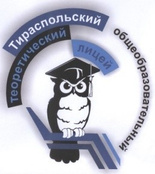 Тираспольский
общеобразовательный
теоретический
лицей